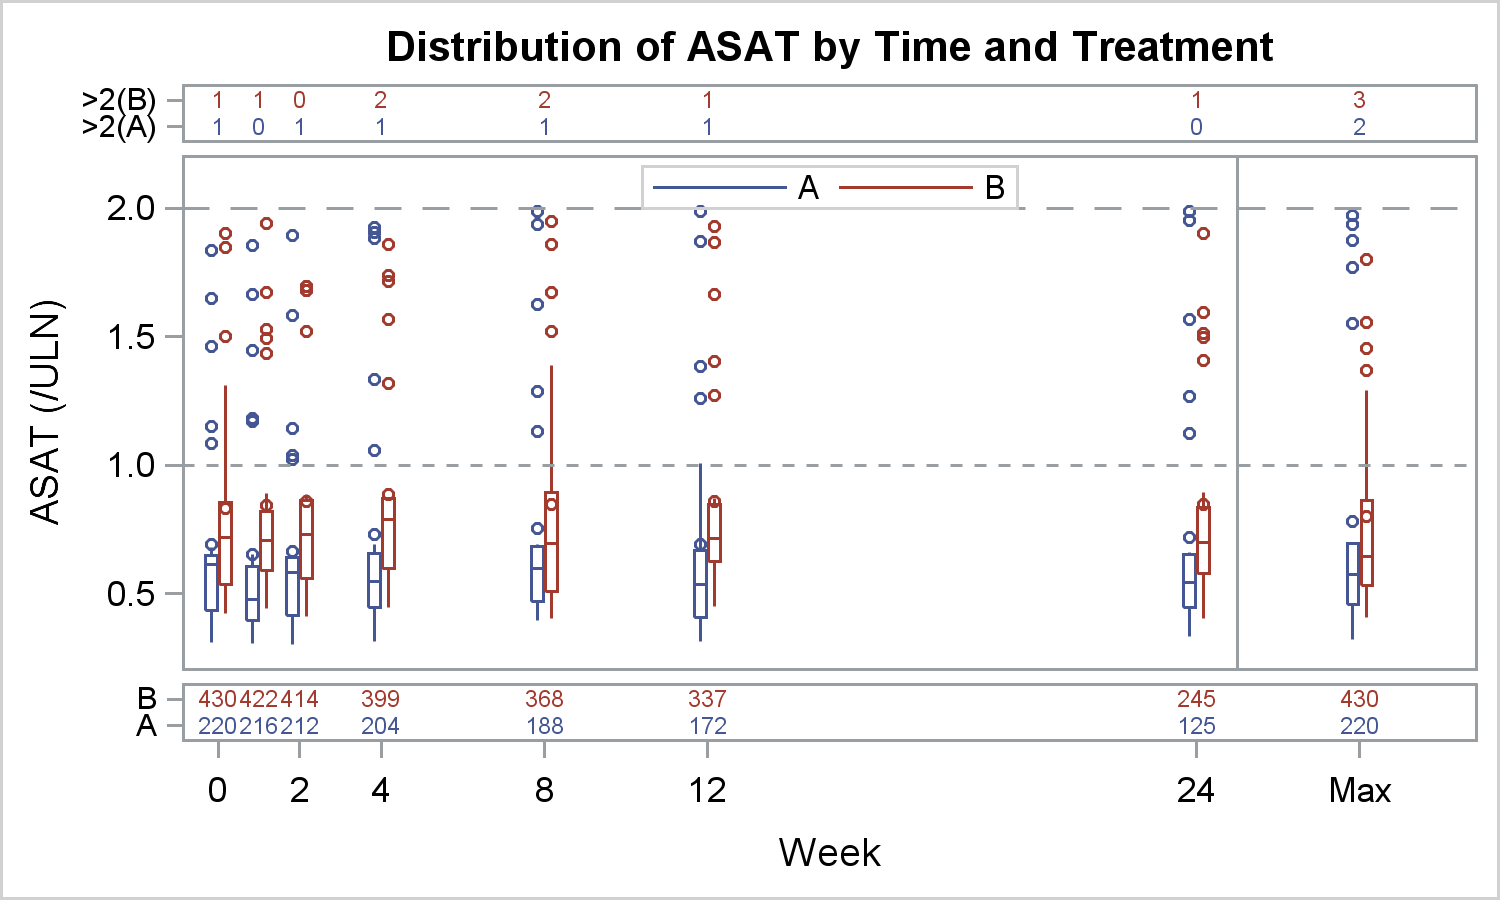 Distribution of ASAT by Time and Treatment
>2(B) 1 1 0 2 2 1 1 3
>2(A) 1 0 1 1 1 1 0 2
A B
2.0
1.5
1.0
0.5
ASAT (/ULN)
B 430 422 414 399 368 337 245 430
A 220 216 212 204 188 172 125 220
0 2 4 8 12 24 Max
Week